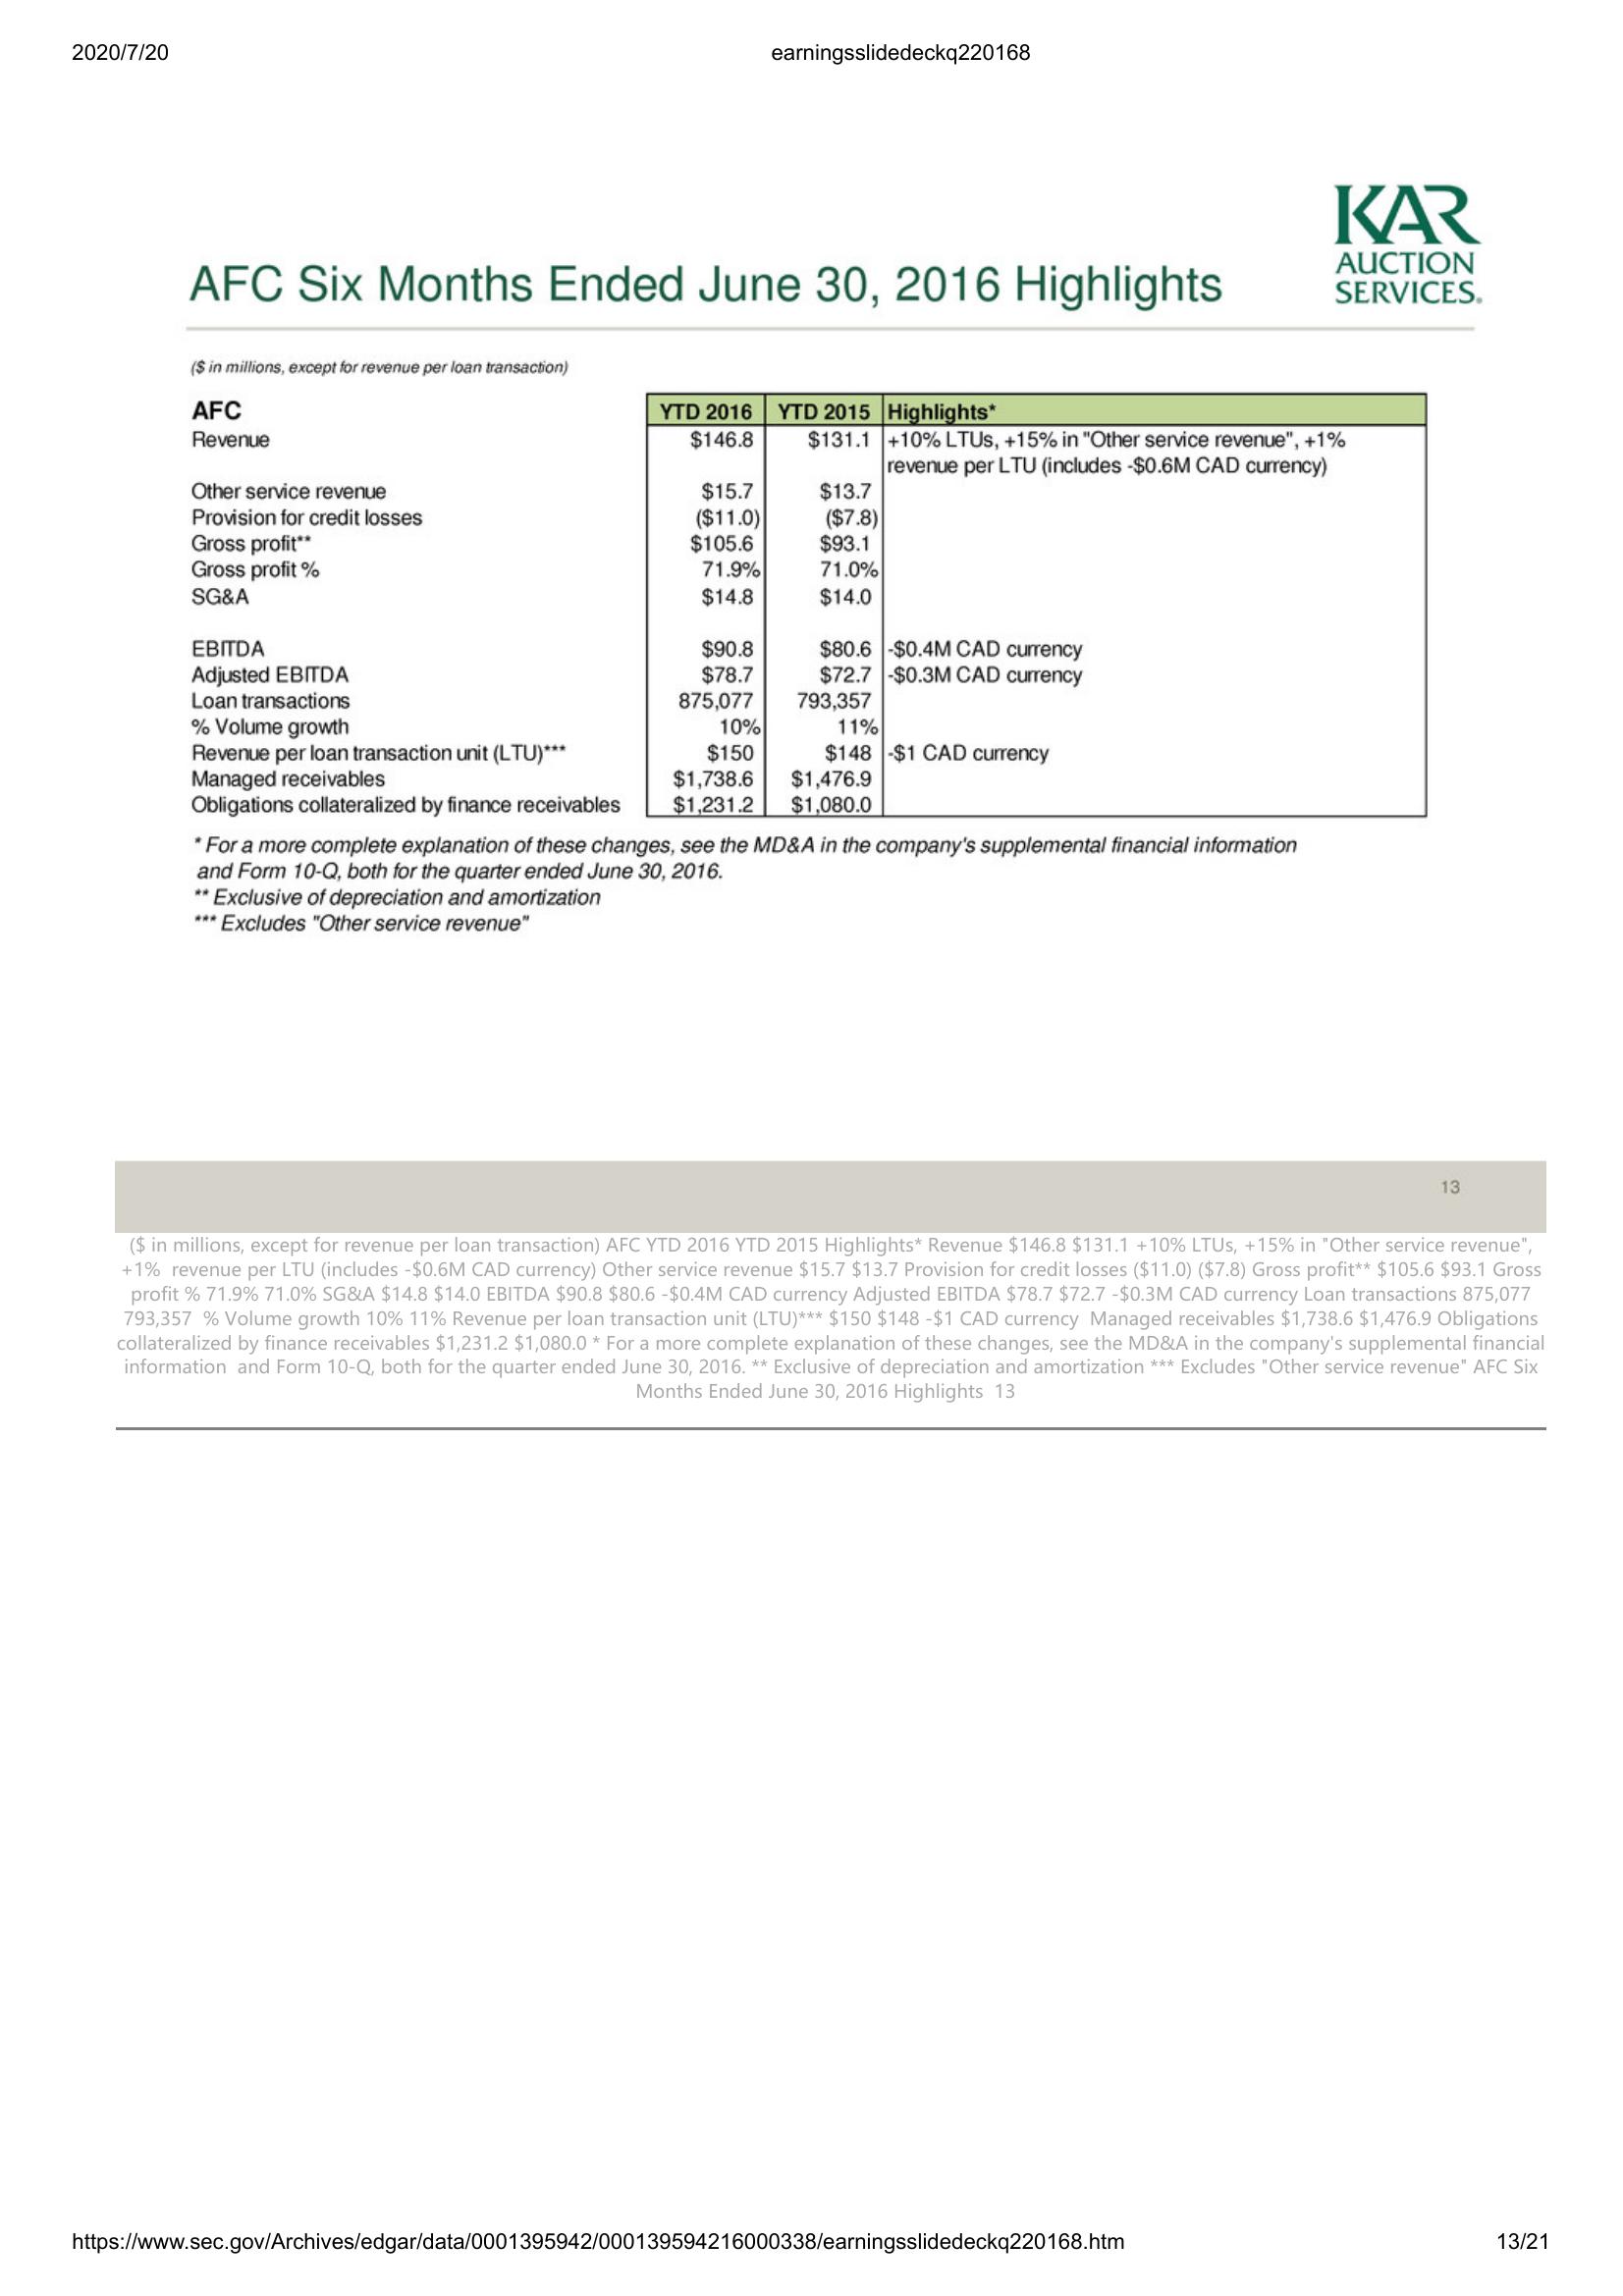 2020/7/20 earningsslidedeckq220168
KAR
AUCTION
SERVICES®
AFC Six Months Ended June 30, 2016 Highlights
($ in millions, except for revenue per loan transaction)
AFC YTD 2016 YTD 2015 Highlights*
Revenue $146.8 $131.1 +10% LTUs, +15% in "Other service revenue", +1%
revenue per LTU (includes -$0.6M CAD currency)
Other service revenue $15.7 $13.7
Provision for credit losses ($11.0) ($7.8)
Gross profit** $105.6 $93.1
Gross profit % 71.9% 71.0%
SG&A $14.8 $14.0
EBITDA $90.8 $80.6 -$0.4M CAD currency
Adjusted EBITDA $78.7 $72.7 -$0.3M CAD currency
Loan transactions 875,077 793,357
% Volume growth 10% 11%
Revenue per loan transaction unit (LTU)*** $150 $148 -$1 CAD currency
Managed receivables $1,738.6 $1,476.9
Obligations collateralized by finance receivables $1,231.2 $1,080.0
* For a more complete explanation of these changes, see the MD&A in the company's supplemental financial information
and Form 10-Q, both for the quarter ended June 30, 2016.
** Exclusive of depreciation and amortization
*** Excludes "Other service revenue"
13
($ in millions, except for revenue per loan transaction) AFC YTD 2016 YTD 2015 Highlights* Revenue $146.8 $131.1 +10% LTUs, +15% in "Other service revenue",
+1% revenue per LTU (includes -$0.6M CAD currency) Other service revenue $15.7 $13.7 Provision for credit losses ($11.0) ($7.8) Gross profit** $105.6 $93.1 Gross
profit % 71.9% 71.0% SG&A $14.8 $14.0 EBITDA $90.8 $80.6 -$0.4M CAD currency Adjusted EBITDA $78.7 $72.7 -$0.3M CAD currency Loan transactions 875,077
793,357 % Volume growth 10% 11% Revenue per loan transaction unit (LTU)*** $150 $148 -$1 CAD currency Managed receivables $1,738.6 $1,476.9 Obligations
collateralized by finance receivables $1,231.2 $1,080.0 * For a more complete explanation of these changes, see the MD&A in the company's supplemental financial
information and Form 10-Q, both for the quarter ended June 30, 2016. ** Exclusive of depreciation and amortization *** Excludes "Other service revenue" AFC Six
Months Ended June 30, 2016 Highlights 13
https://www.sec.gov/Archives/edgar/data/0001395942/000139594216000338/earningsslidedeckq220168.htm 13/21